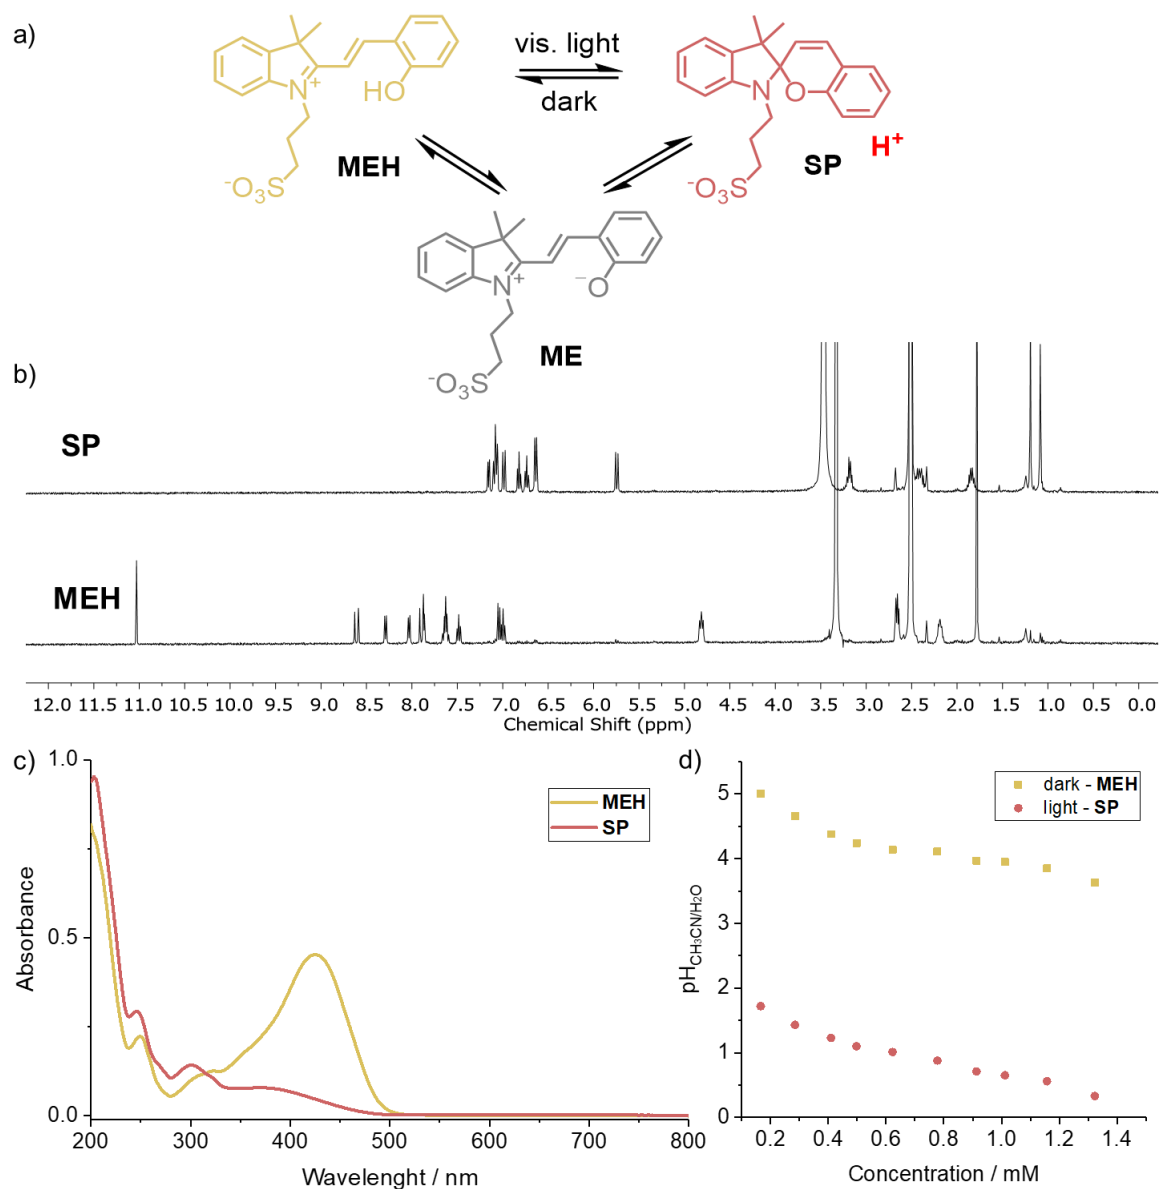 a)
vis. light
dark
N⁺
HO
⁻O₃S
MEH
N
O
⁻O₃S
SP
H⁺
N⁺
⁻O
⁻O₃S
ME
b)
SP
MEH
12.0 11.5 11.0 10.5 10.0 9.5 9.0 8.5 8.0 7.5 7.0 6.5 6.0 5.5 5.0 4.5 4.0 3.5 3.0 2.5 2.0 1.5 1.0 0.5 0.0
Chemical Shift (ppm)
c)
1.0
0.5
0.0
Absorbance
MEH
SP
200 300 400 500 600 700 800
Wavelenght / nm
d)
5
4
3
2
1
0
pH CH₃CN/H₂O
dark - MEH
light - SP
0.2 0.4 0.6 0.8 1.0 1.2 1.4
Concentration / mM